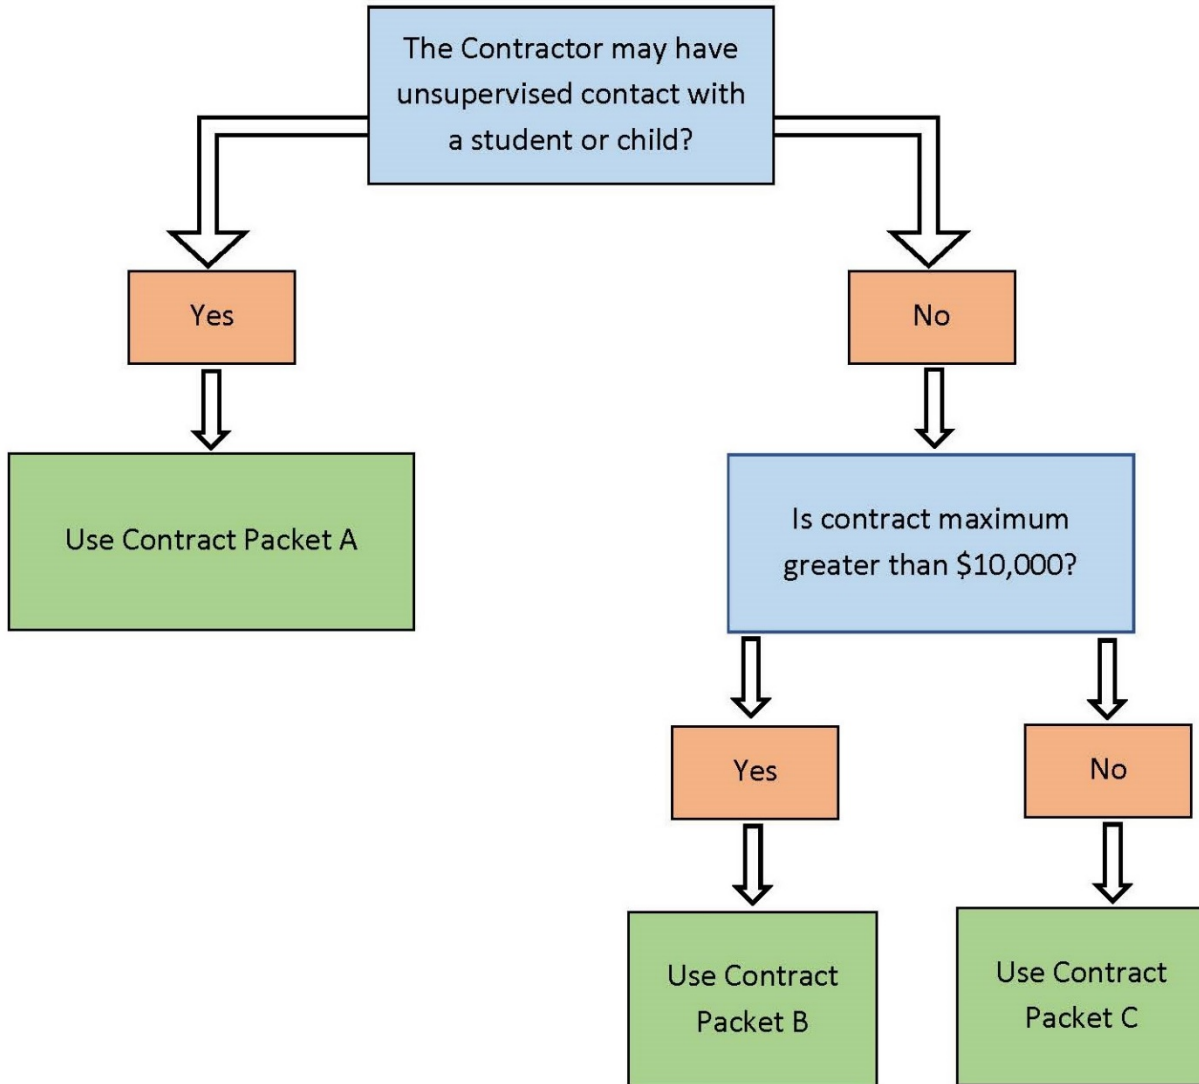 The Contractor may have
unsupervised contact with
a student or child?
Yes
No
Use Contract Packet A
Is contract maximum
greater than $10,000?
Yes
No
Use Contract
Packet B
Use Contract
Packet C